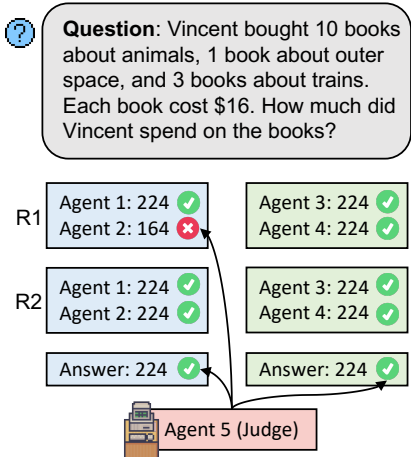 Question: Vincent bought 10 books
about animals, 1 book about outer
space, and 3 books about trains.
Each book cost $16. How much did
Vincent spend on the books?
R1
Agent 1: 224
Agent 2: 164
Agent 3: 224
Agent 4: 224
R2
Agent 1: 224
Agent 2: 224
Agent 3: 224
Agent 4: 224
Answer: 224
Answer: 224
Agent 5 (Judge)